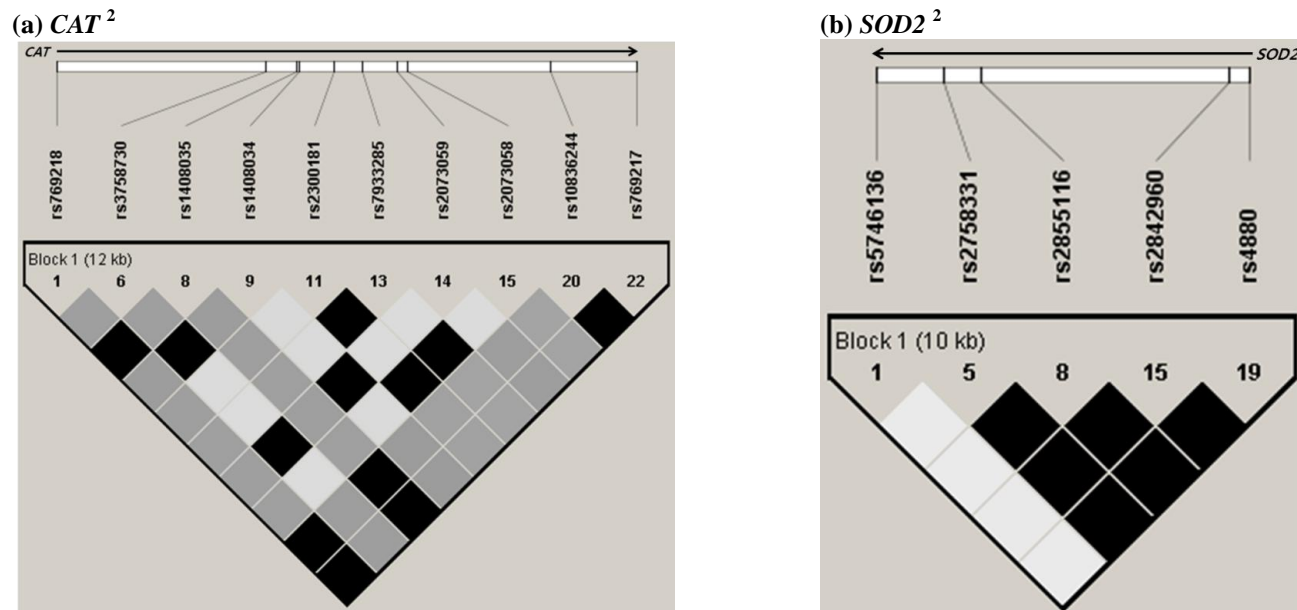 (a) CAT 2
CAT
rs769218
rs3758730
rs1408035
rs1408034
rs2300181
rs7933285
rs2073059
rs2073058
rs10836244
rs769217
Block 1 (12 kb)
1 6 8 9 11 13 14 15 20 22
(b) SOD2 2
SOD2
rs5746136
rs2758331
rs2855116
rs2842960
rs4880
Block 1 (10 kb)
1 5 8 15 19